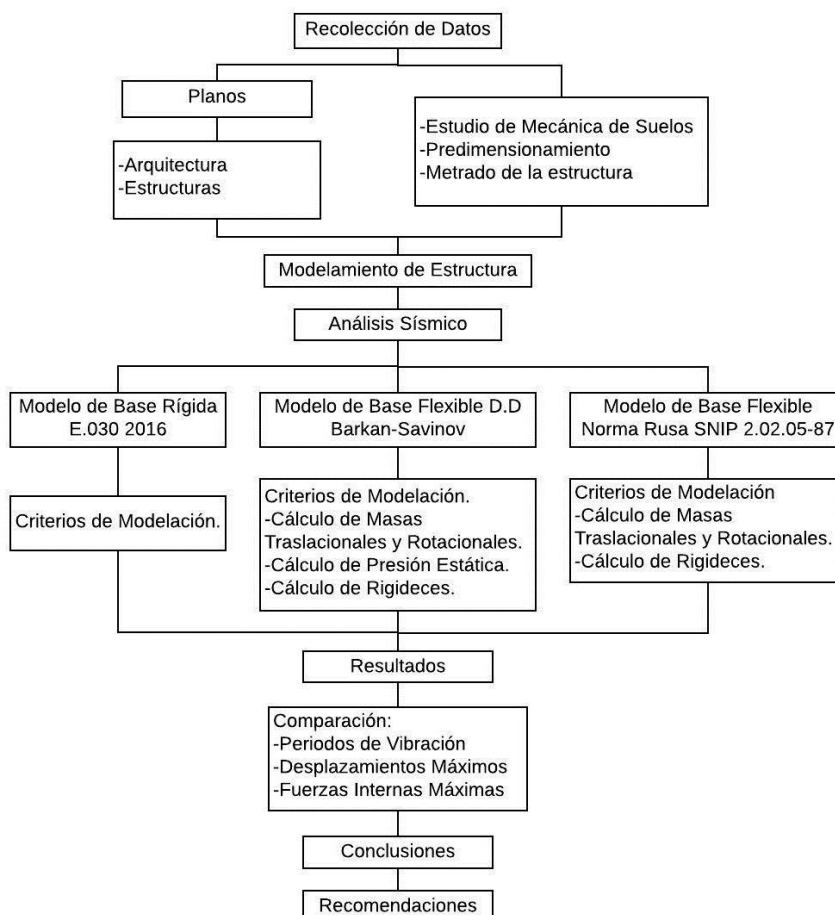 Recolección de Datos
Planos
-Arquitectura
-Estructuras
-Estudio de Mecánica de Suelos
-Predimensionamiento
-Metrado de la estructura
Modelamiento de Estructura
Análisis Sísmico
Modelo de Base Rígida
E.030 2016
Modelo de Base Flexible D.D
Barkan-Savinov
Modelo de Base Flexible
Norma Rusa SNIP 2.02.05-87
Criterios de Modelación.
Criterios de Modelación.
-Cálculo de Masas
Traslacionales y Rotacionales.
-Cálculo de Presión Estática.
-Cálculo de Rigideces.
Criterios de Modelación
-Cálculo de Masas
Traslacionales y Rotacionales.
-Cálculo de Rigideces.
Resultados
Comparación:
-Periodos de Vibración
-Desplazamientos Máximos
-Fuerzas Internas Máximas
Conclusiones
Recomendaciones